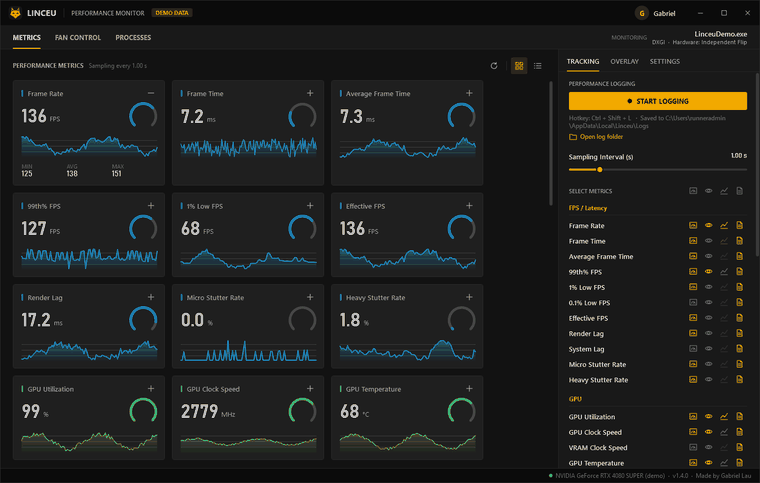 LINCEU PERFORMANCE MONITOR DEMO DATA G Gabriel
METRICS FAN CONTROL PROCESSES
MONITORING LinceuDemo.exe
DXGI · Hardware: Independent Flip
PERFORMANCE METRICS Sampling every 1.00 s
Frame Rate
136 FPS
MIN AVG MAX
125 138 151
Frame Time
7.2 ms
Average Frame Time
7.3 ms
99th% FPS
127 FPS
1% Low FPS
68 FPS
Effective FPS
136 FPS
Render Lag
17.2 ms
Micro Stutter Rate
0.0 %
Heavy Stutter Rate
1.8 %
GPU Utilization
99 %
GPU Clock Speed
2779 MHz
GPU Temperature
68 °C
TRACKING OVERLAY SETTINGS
PERFORMANCE LOGGING
START LOGGING
Hotkey: Ctrl + Shift + L · Saved to C:\Users\runneradmin
\AppData\Local\Linceu\Logs
Open log folder
Sampling Interval (s) 1.00 s
SELECT METRICS
FPS / Latency
Frame Rate
Frame Time
Average Frame Time
99th% FPS
1% Low FPS
0.1% Low FPS
Effective FPS
Render Lag
System Lag
Micro Stutter Rate
Heavy Stutter Rate
GPU
GPU Utilization
GPU Clock Speed
VRAM Clock Speed
GPU Temperature
NVIDIA GeForce RTX 4080 SUPER (demo) · v1.4.0 · Made by Gabriel Lau